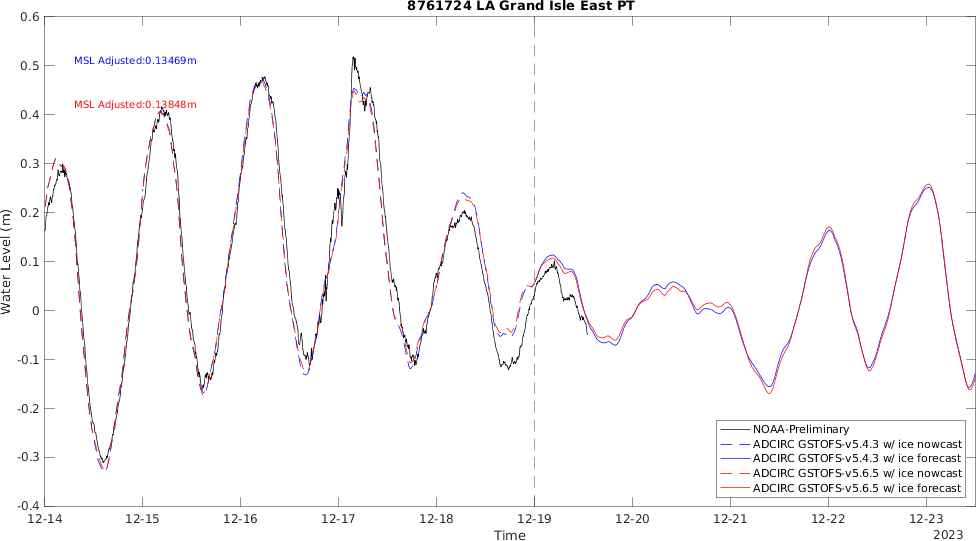 8761724 LA Grand Isle East PT
0.6
0.5
0.4
0.3
0.2
0.1
0
-0.1
-0.2
-0.3
-0.4
Water Level (m)
MSL Adjusted:0.13469m
MSL Adjusted:0.13848m
NOAA-Preliminary
ADCIRC GSTOFS-v5.4.3 w/ ice nowcast
ADCIRC GSTOFS-v5.4.3 w/ ice forecast
ADCIRC GSTOFS-v5.6.5 w/ ice nowcast
ADCIRC GSTOFS-v5.6.5 w/ ice forecast
12-14 12-15 12-16 12-17 12-18 12-19 12-20 12-21 12-22 12-23
Time
2023